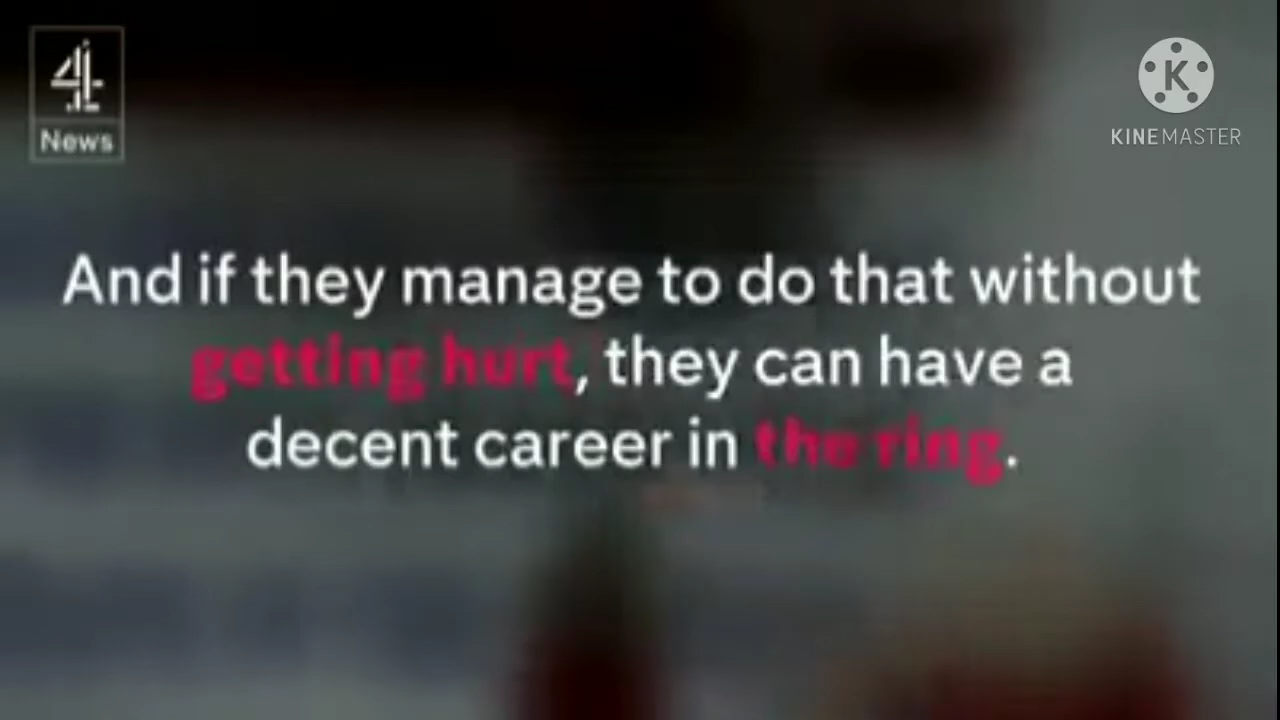 4
News
K
KINEMASTER
And if they manage to do that without
getting hurt, they can have a
decent career in the ring.